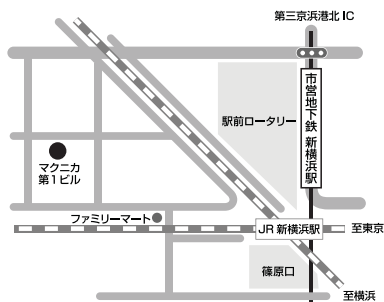 第三京浜港北 IC
市営地下鉄 新横浜駅
駅前ロータリー
マクニカ
第1ビル
ファミリーマート
JR 新横浜駅
至東京
篠原口
至横浜